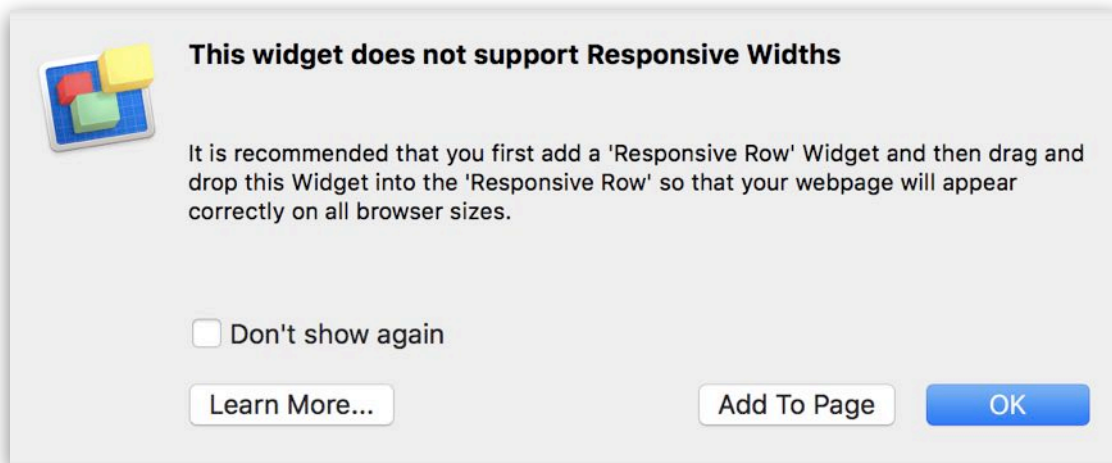 This widget does not support Responsive Widths
It is recommended that you first add a 'Responsive Row' Widget and then drag and
drop this Widget into the 'Responsive Row' so that your webpage will appear
correctly on all browser sizes.
Don't show again
Learn More...
Add To Page
OK